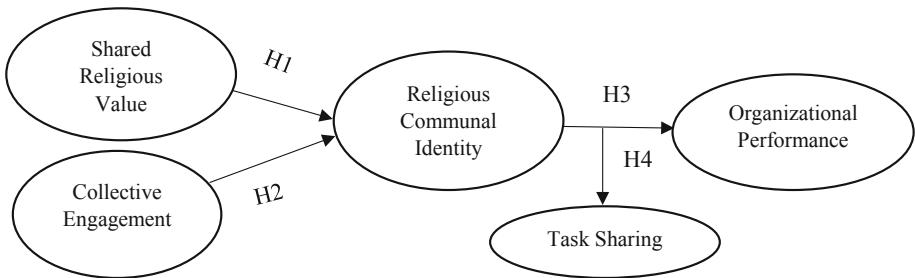 Shared
Religious
Value
H1
Religious
Communal
Identity
H3
Organizational
Performance
H4
Collective
Engagement
H2
Task Sharing